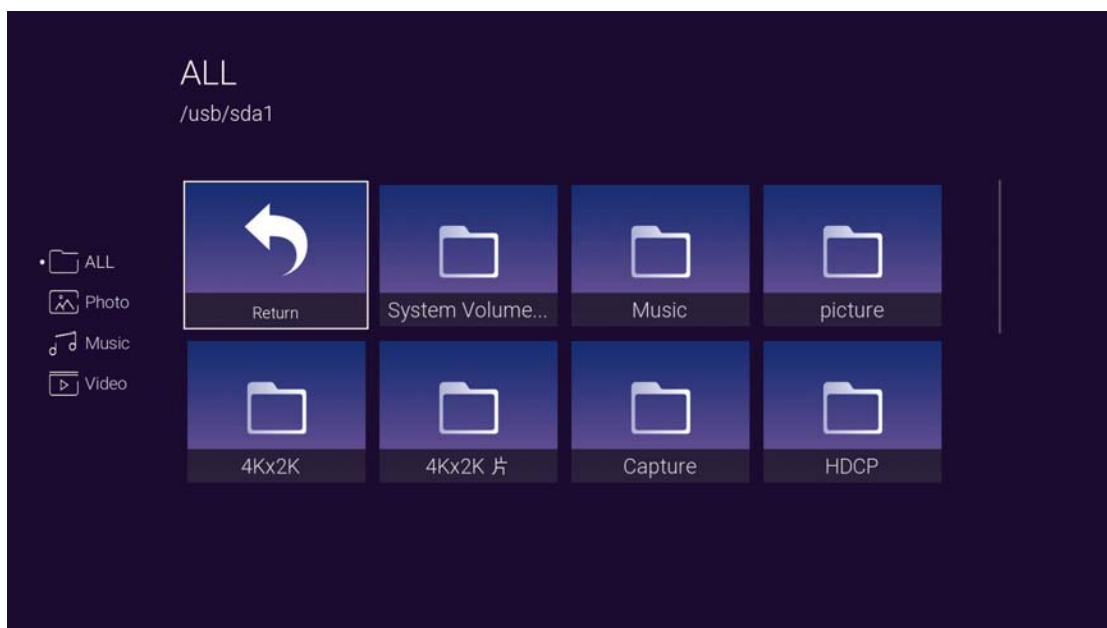 ALL
/usb/sda1
ALL
Photo
Music
Video
Return
System Volume...
Music
picture
4Kx2K
4Kx2K 片
Capture
HDCP